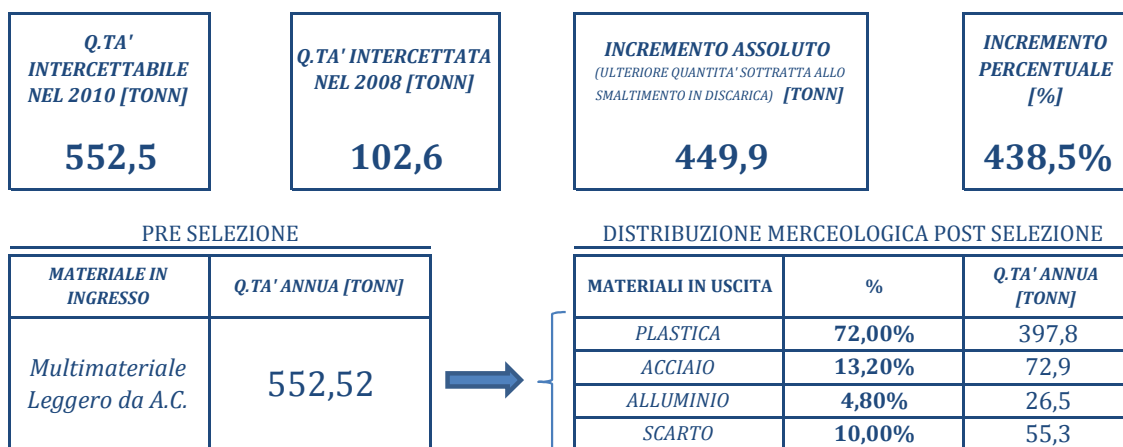 Q.TA'
INTERCETTABILE
NEL 2010 [TONN]
552,5
Q.TA' INTERCETTATA
NEL 2008 [TONN]
102,6
INCREMENTO ASSOLUTO
(ULTERIORE QUANTITA' SOTTRATTA ALLO
SMALTIMENTO IN DISCARICA) [TONN]
449,9
INCREMENTO
PERCENTUALE
[%]
438,5%
PRE SELEZIONE
MATERIALE IN
INGRESSO
Q.TA' ANNUA [TONN]
Multimateriale
Leggero da A.C.
552,52
DISTRIBUZIONE MERCEOLOGICA POST SELEZIONE
MATERIALI IN USCITA
%
Q.TA' ANNUA
[TONN]
PLASTICA 72,00% 397,8
ACCIAIO 13,20% 72,9
ALLUMINIO 4,80% 26,5
SCARTO 10,00% 55,3